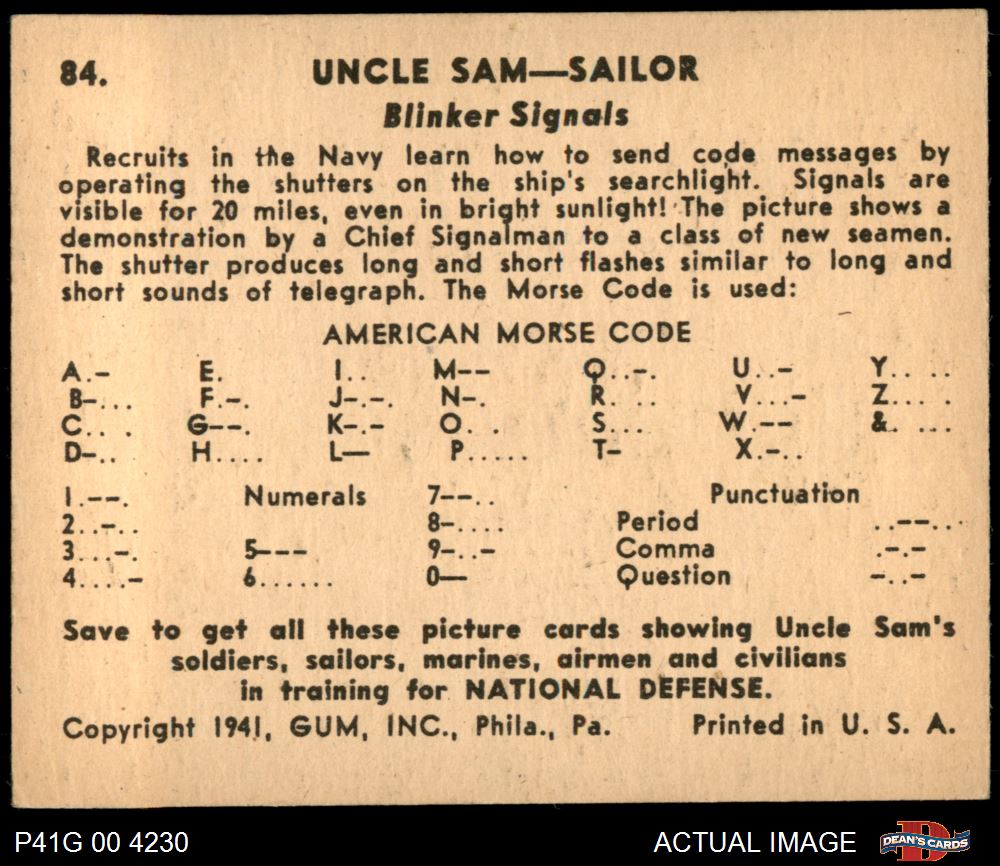 84. UNCLE SAM—SAILOR
Blinker Signals
Recruits in the Navy learn how to send code messages by
operating the shutters on the ship's searchlight. Signals are
visible for 20 miles, even in bright sunlight! The picture shows a
demonstration by a Chief Signalman to a class of new seamen.
The shutter produces long and short flashes similar to long and
short sounds of telegraph. The Morse Code is used:
AMERICAN MORSE CODE
A.- E. I.. M-- Q..-. U..- Y.. ..
B-... F.-. J-.-. N-. R. .. V...- Z... .
C.. . G--. K-.- O. . S... W.-- &. ...
D-.. H.... L— P..... T- X.-..
1.--. Numerals 7--.. Punctuation
2..-.. 8-.... Period ..--..
3...-. 5--- 9-..- Comma .-.-
4....- 6...... 0— Question -..-.
Save to get all these picture cards showing Uncle Sam's
soldiers, sailors, marines, airmen and civilians
in training for NATIONAL DEFENSE.
Copyright 1941, GUM, INC., Phila., Pa. Printed in U. S. A.
P41G 00 4230 ACTUAL IMAGE D DEAN'S CARDS